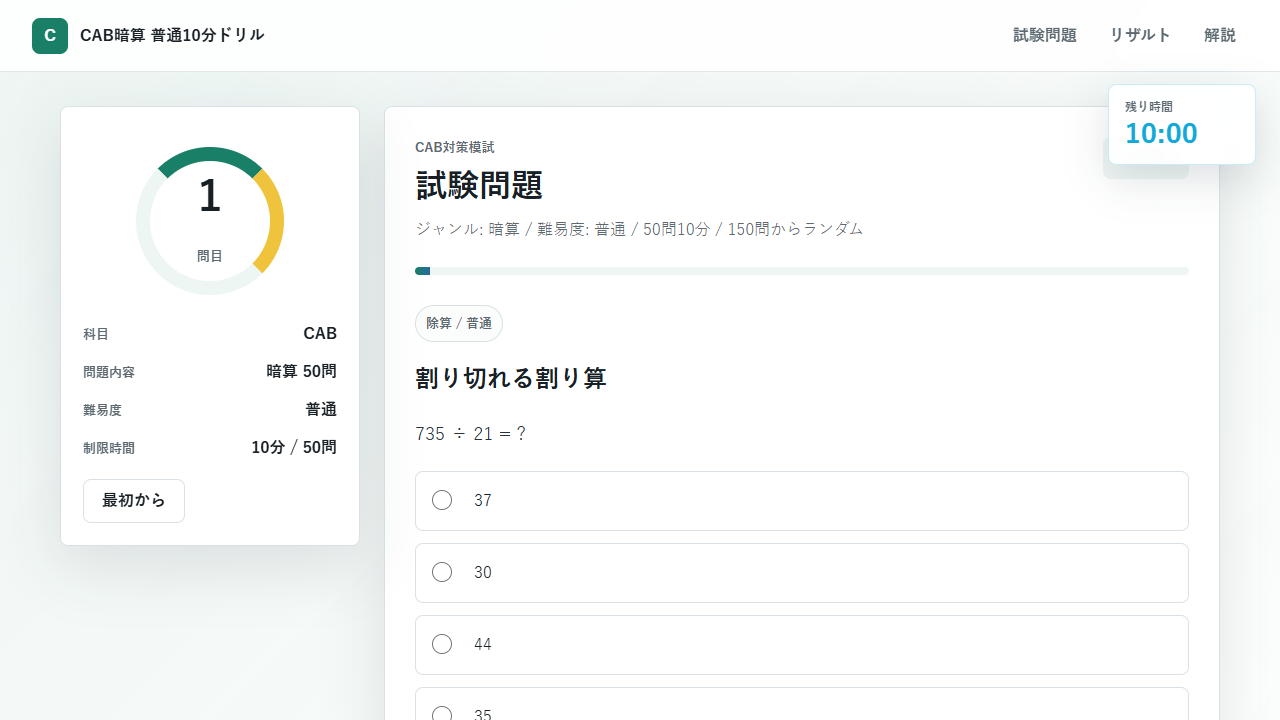 C CAB暗算 普通10分ドリル
試験問題 リザルト 解説
残り時間
10:00
1
問目
科目 CAB
問題内容 暗算 50問
難易度 普通
制限時間 10分 / 50問
最初から
CAB対策模試
試験問題
ジャンル: 暗算 / 難易度: 普通 / 50問10分 / 150問からランダム
除算 / 普通
割り切れる割り算
735 ÷ 21 = ?
37
30
44
35